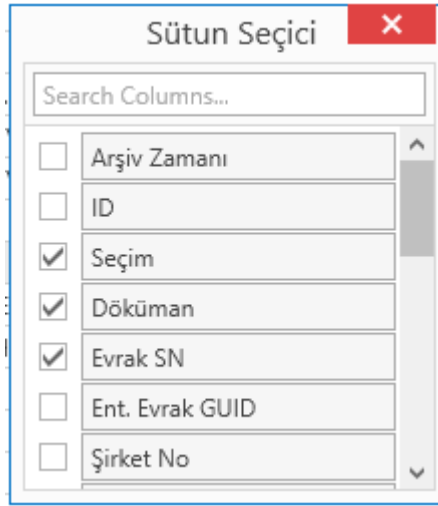 Sütun Seçici
Search Columns...
Arşiv Zamanı
ID
Seçim
Döküman
Evrak SN
Ent. Evrak GUID
Şirket No